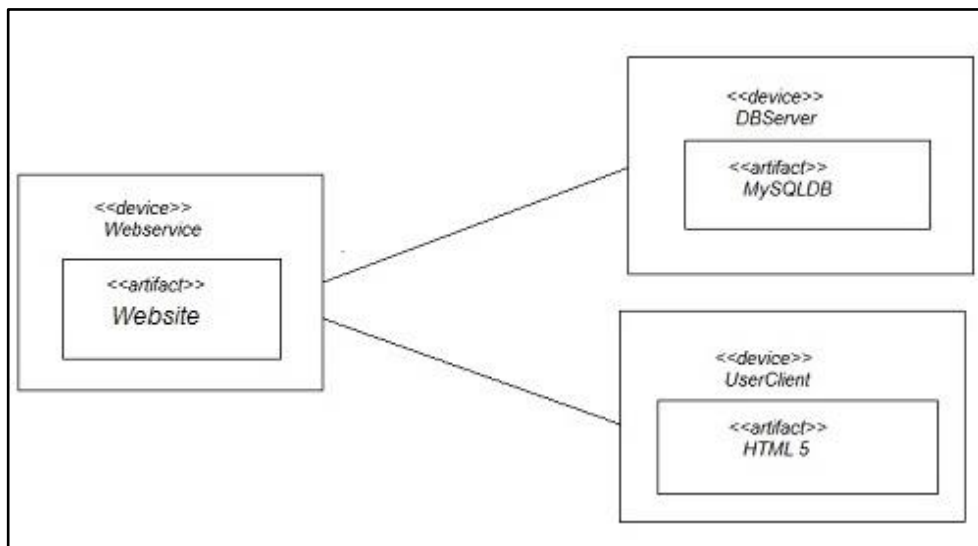 <<device>>
Webservice
<<artifact>>
Website
<<device>>
DBServer
<<artifact>>
MySQLDB
<<device>>
UserClient
<<artifact>>
HTML 5